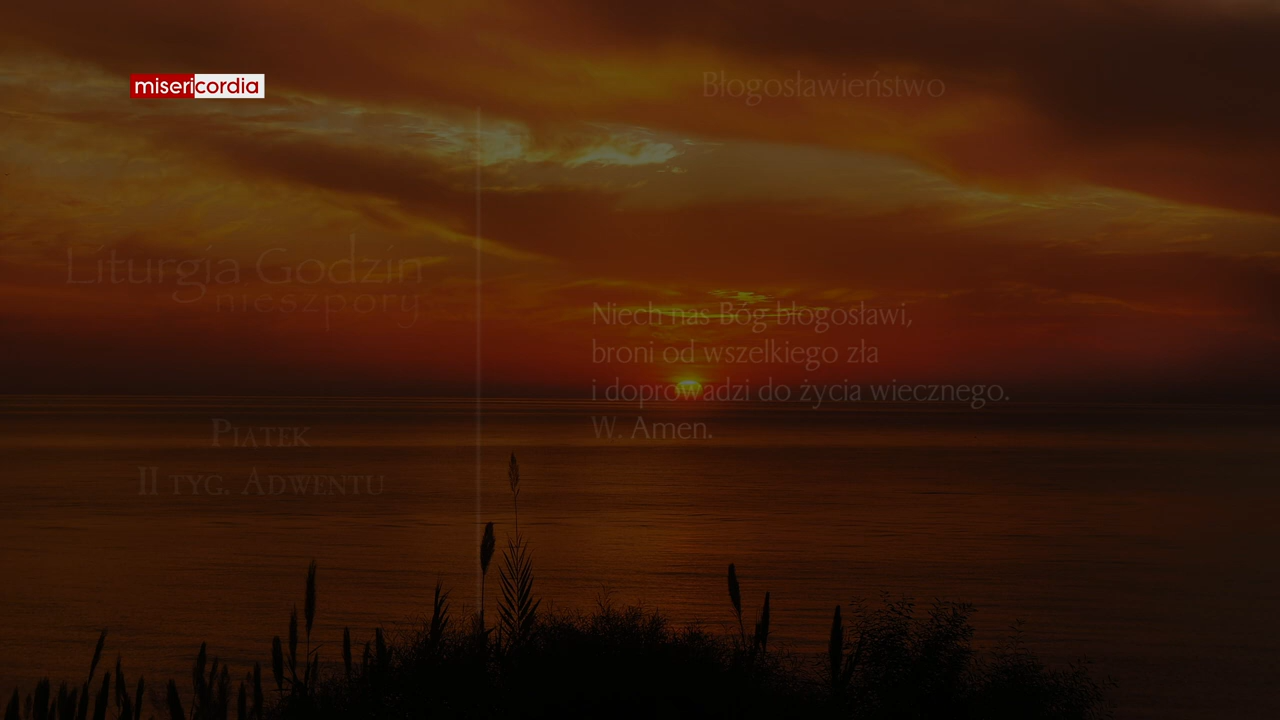 misericordia
Błogosławieństwo
Liturgja Godzin
nieszpory
Niech nas Bóg błogosławi,
broni od wszelkiego zła
i doprowadzi do życia wiecznego.
W. Amen.
Piątek
II tyg. Adwentu